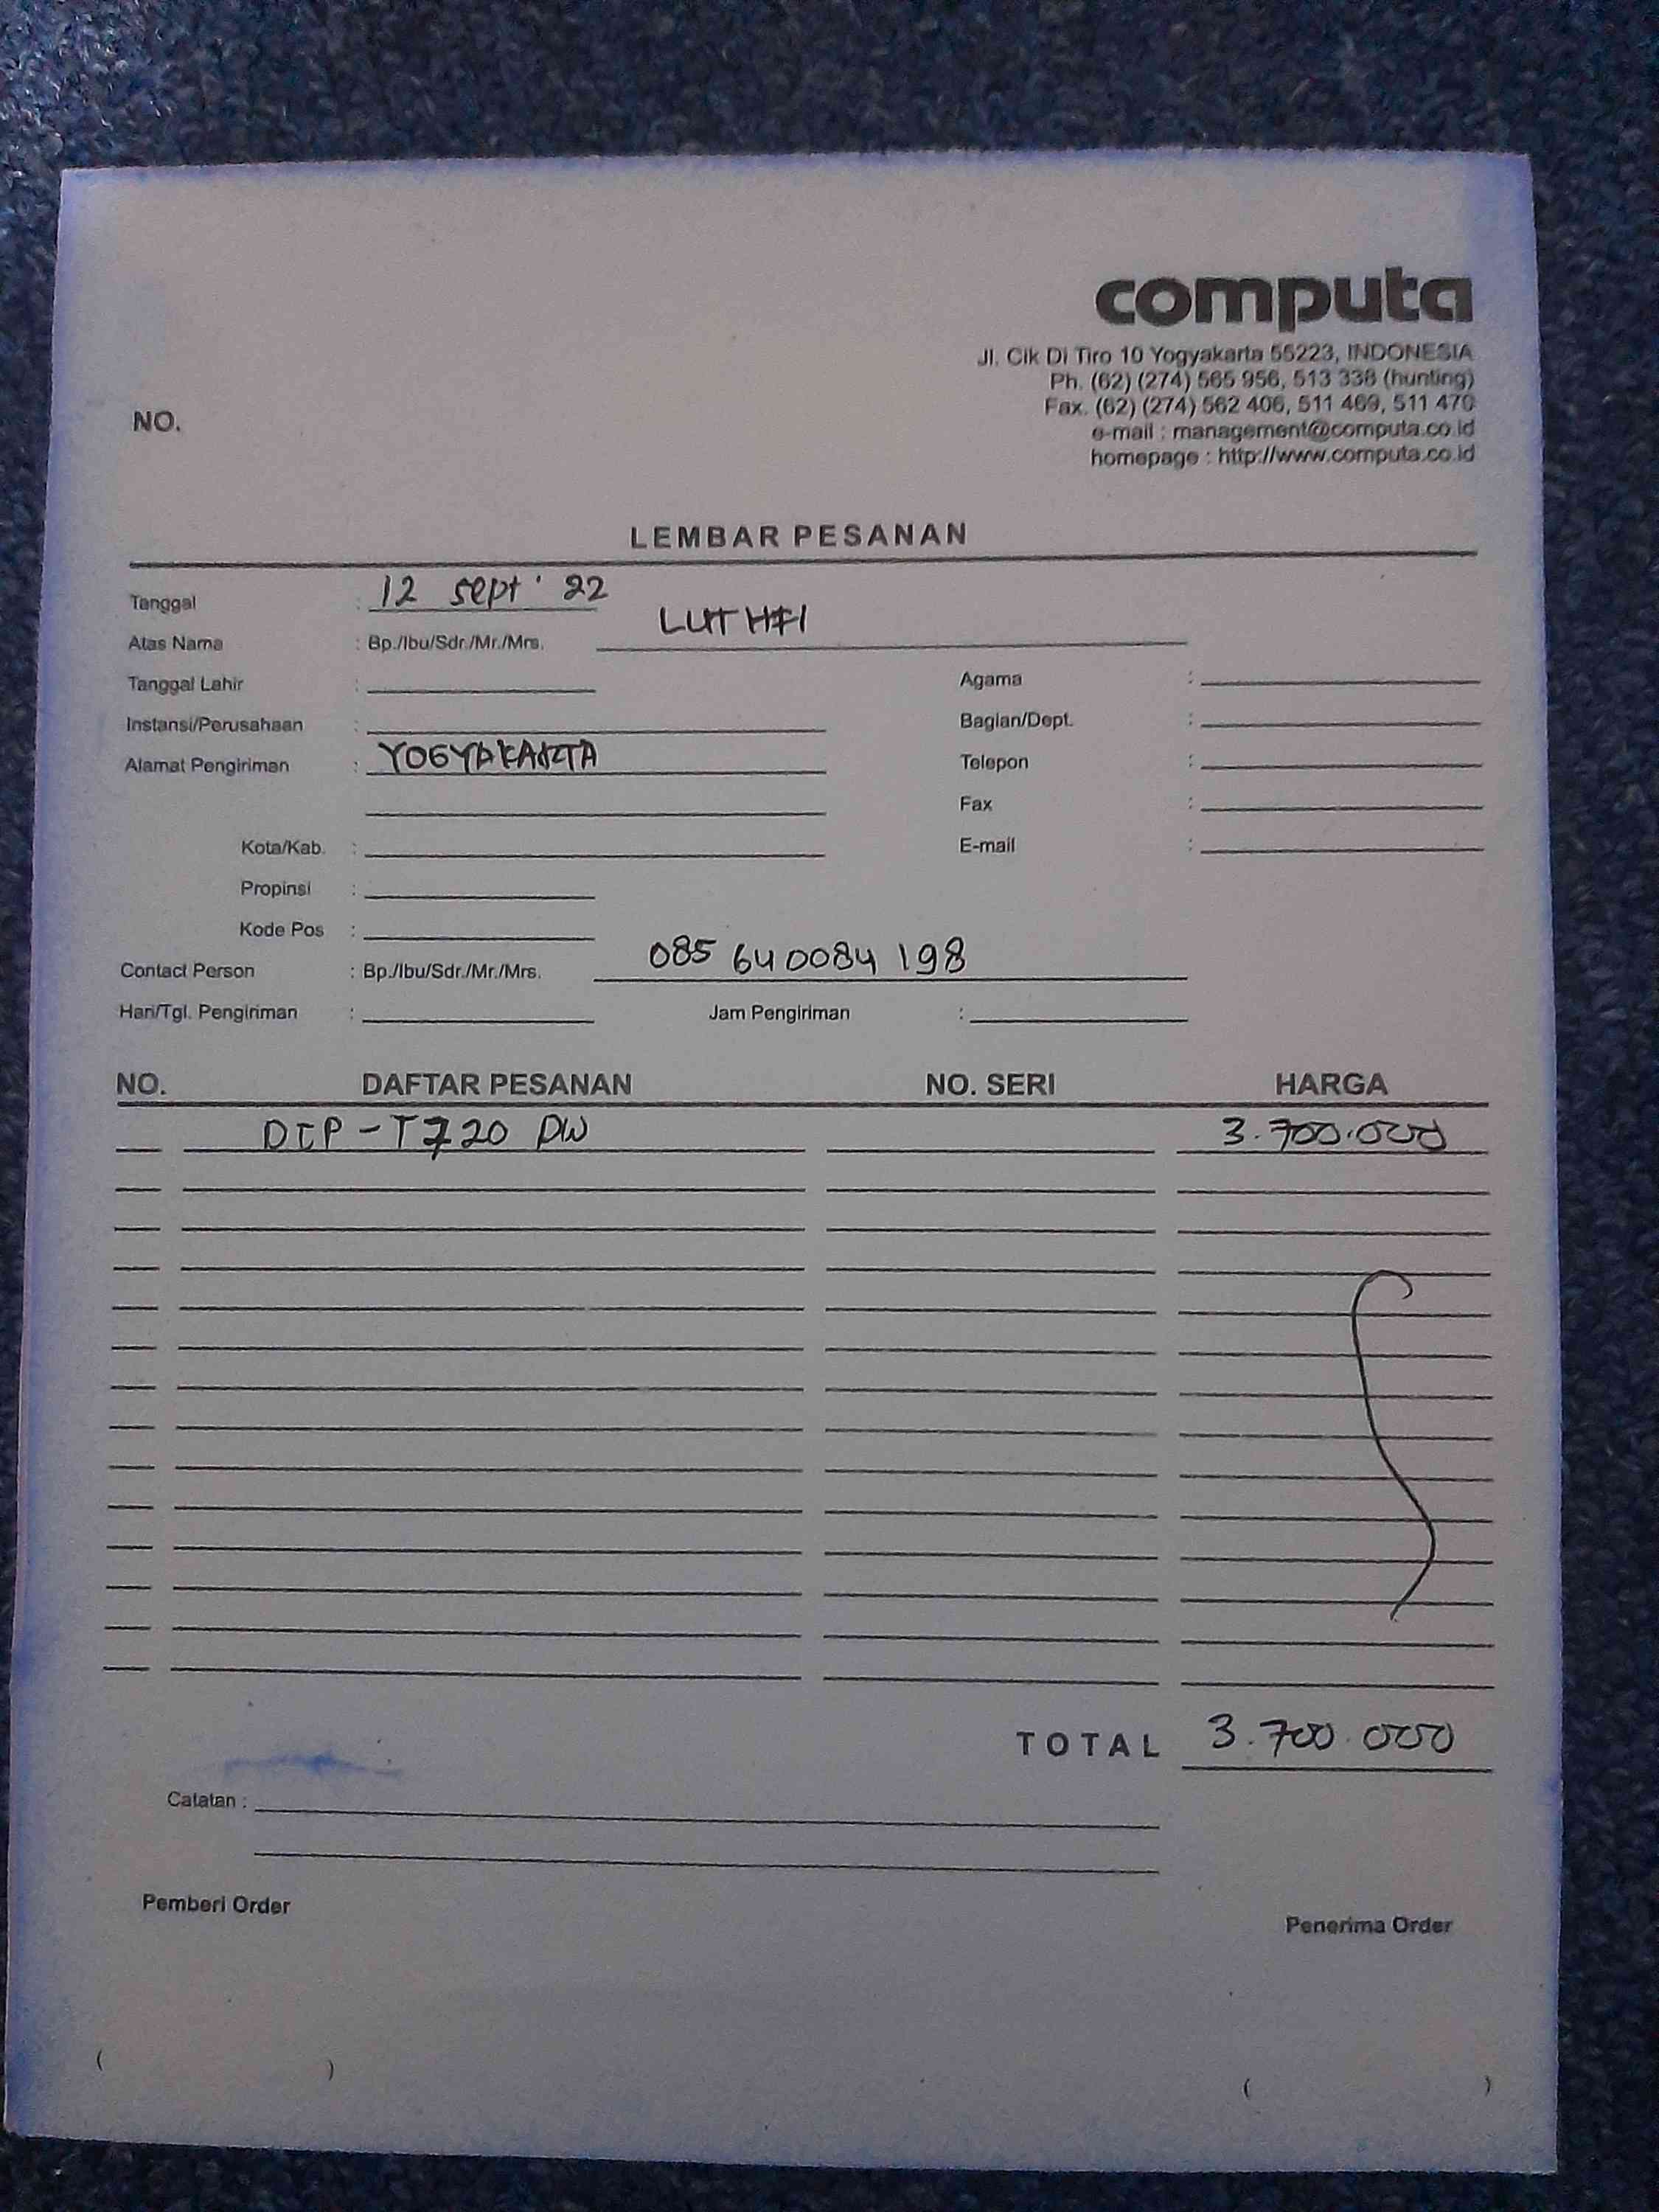 computa
Jl. Cik Di Tiro 10 Yogyakarta 55223, INDONESIA
Ph. (62) (274) 565 956, 513 338 (hunting)
Fax. (62) (274) 562 406, 511 469, 511 470
e-mail : management@computa.co.id
homepage : http://www.computa.co.id
NO.
LEMBAR PESANAN
Tanggal : 12 sept ' 22
Atas Nama : Bp./Ibu/Sdr./Mr./Mrs. LUTHFI
Tanggal Lahir : Agama :
Instansi/Perusahaan : Bagian/Dept. :
Alamat Pengiriman : YOGYAKARTA Telepon :
Fax :
Kota/Kab. : E-mail :
Propinsi :
Kode Pos :
Contact Person : Bp./Ibu/Sdr./Mr./Mrs. 085 640084 198
Hari/Tgl. Pengiriman : Jam Pengiriman :
NO. DAFTAR PESANAN NO. SERI HARGA
DCP - T720 DW 3.700.000
TOTAL 3.700.000
Catatan :
Pemberi Order Penerima Order
( ) ( )